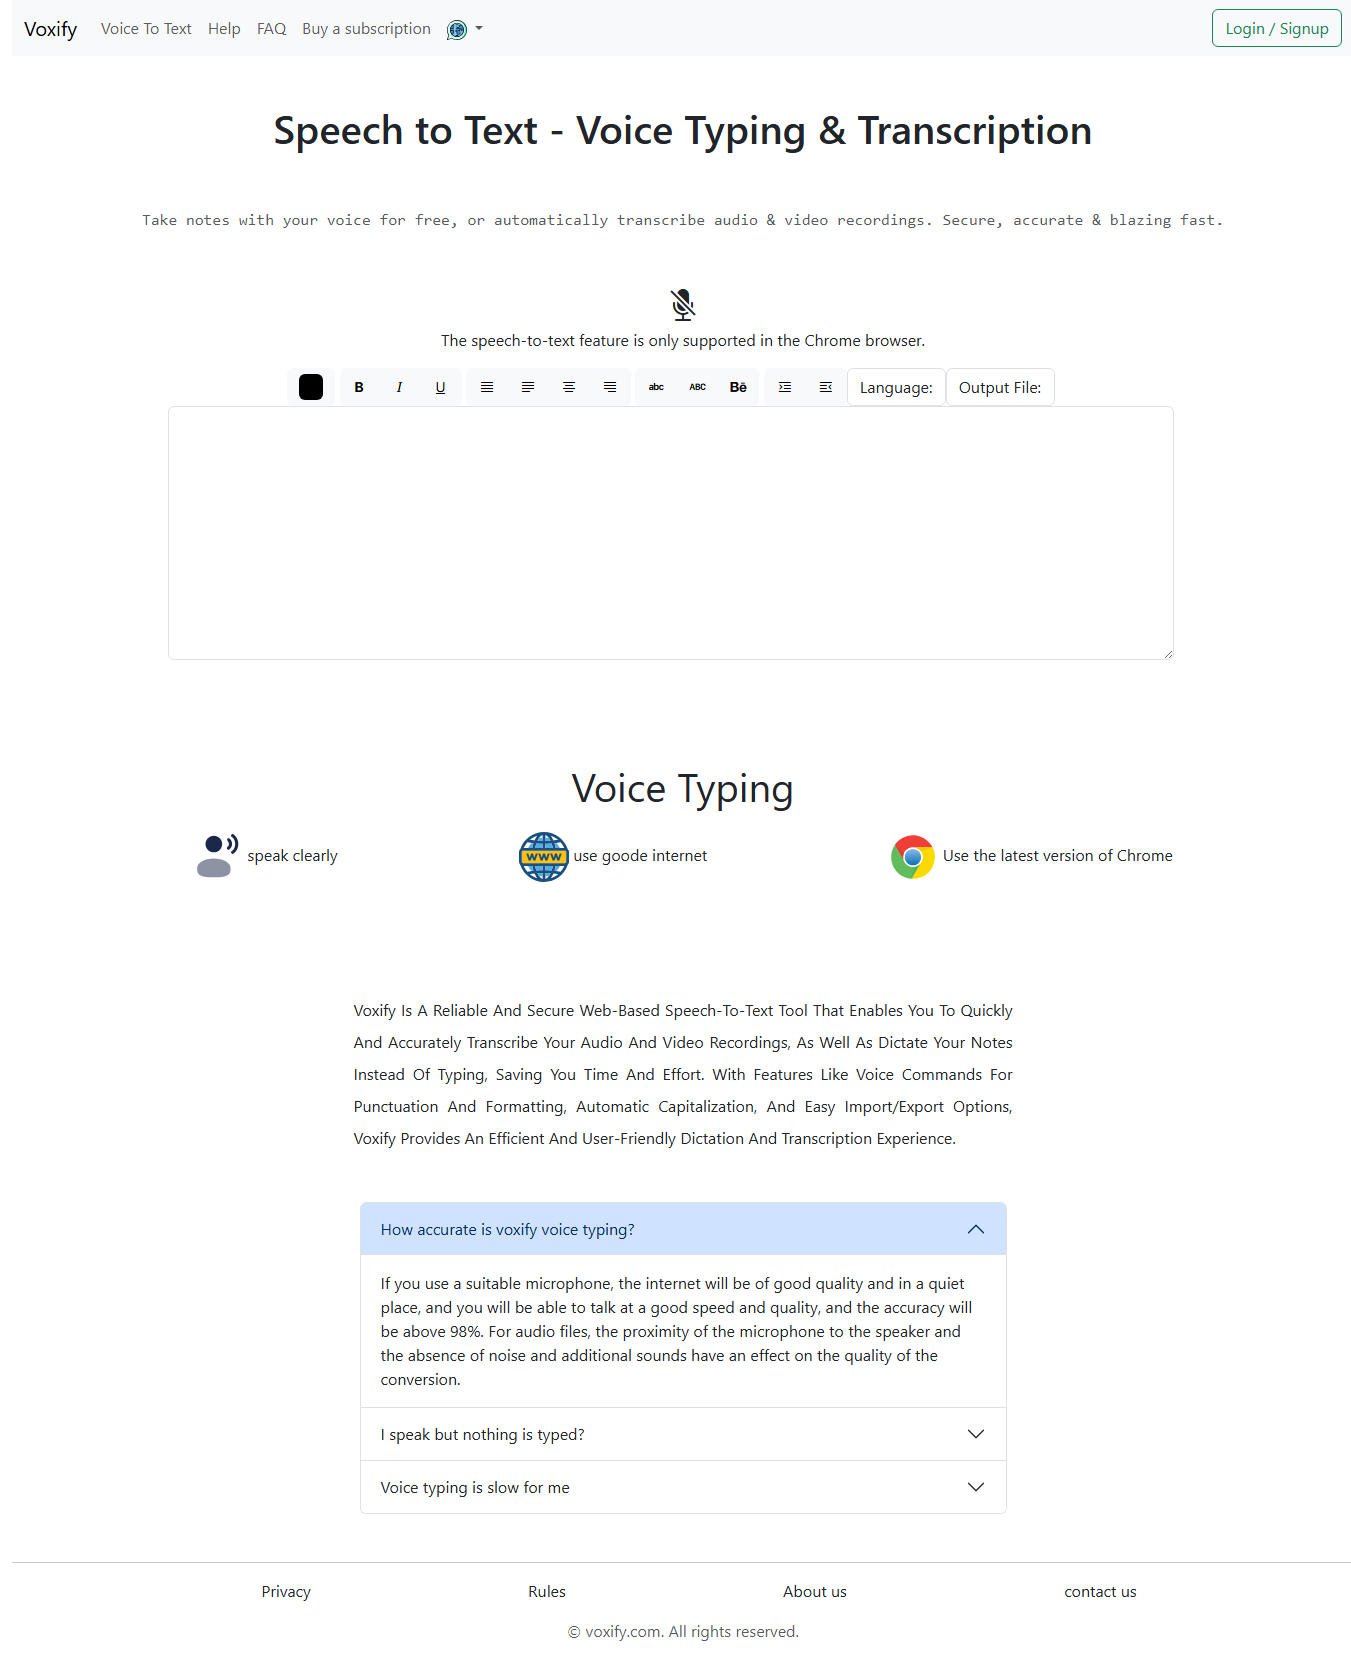 Voxify Voice To Text Help FAQ Buy a subscription Login / Signup
Speech to Text - Voice Typing & Transcription
Take notes with your voice for free, or automatically transcribe audio & video recordings. Secure, accurate & blazing fast.
The speech-to-text feature is only supported in the Chrome browser.
B I U abc ABC Bē Language: Output File:
Voice Typing
speak clearly
WWW use goode internet
Use the latest version of Chrome
Voxify Is A Reliable And Secure Web-Based Speech-To-Text Tool That Enables You To Quickly
And Accurately Transcribe Your Audio And Video Recordings, As Well As Dictate Your Notes
Instead Of Typing, Saving You Time And Effort. With Features Like Voice Commands For
Punctuation And Formatting, Automatic Capitalization, And Easy Import/Export Options,
Voxify Provides An Efficient And User-Friendly Dictation And Transcription Experience.
How accurate is voxify voice typing?
If you use a suitable microphone, the internet will be of good quality and in a quiet
place, and you will be able to talk at a good speed and quality, and the accuracy will
be above 98%. For audio files, the proximity of the microphone to the speaker and
the absence of noise and additional sounds have an effect on the quality of the
conversion.
I speak but nothing is typed?
Voice typing is slow for me
Privacy Rules About us contact us
© voxify.com. All rights reserved.